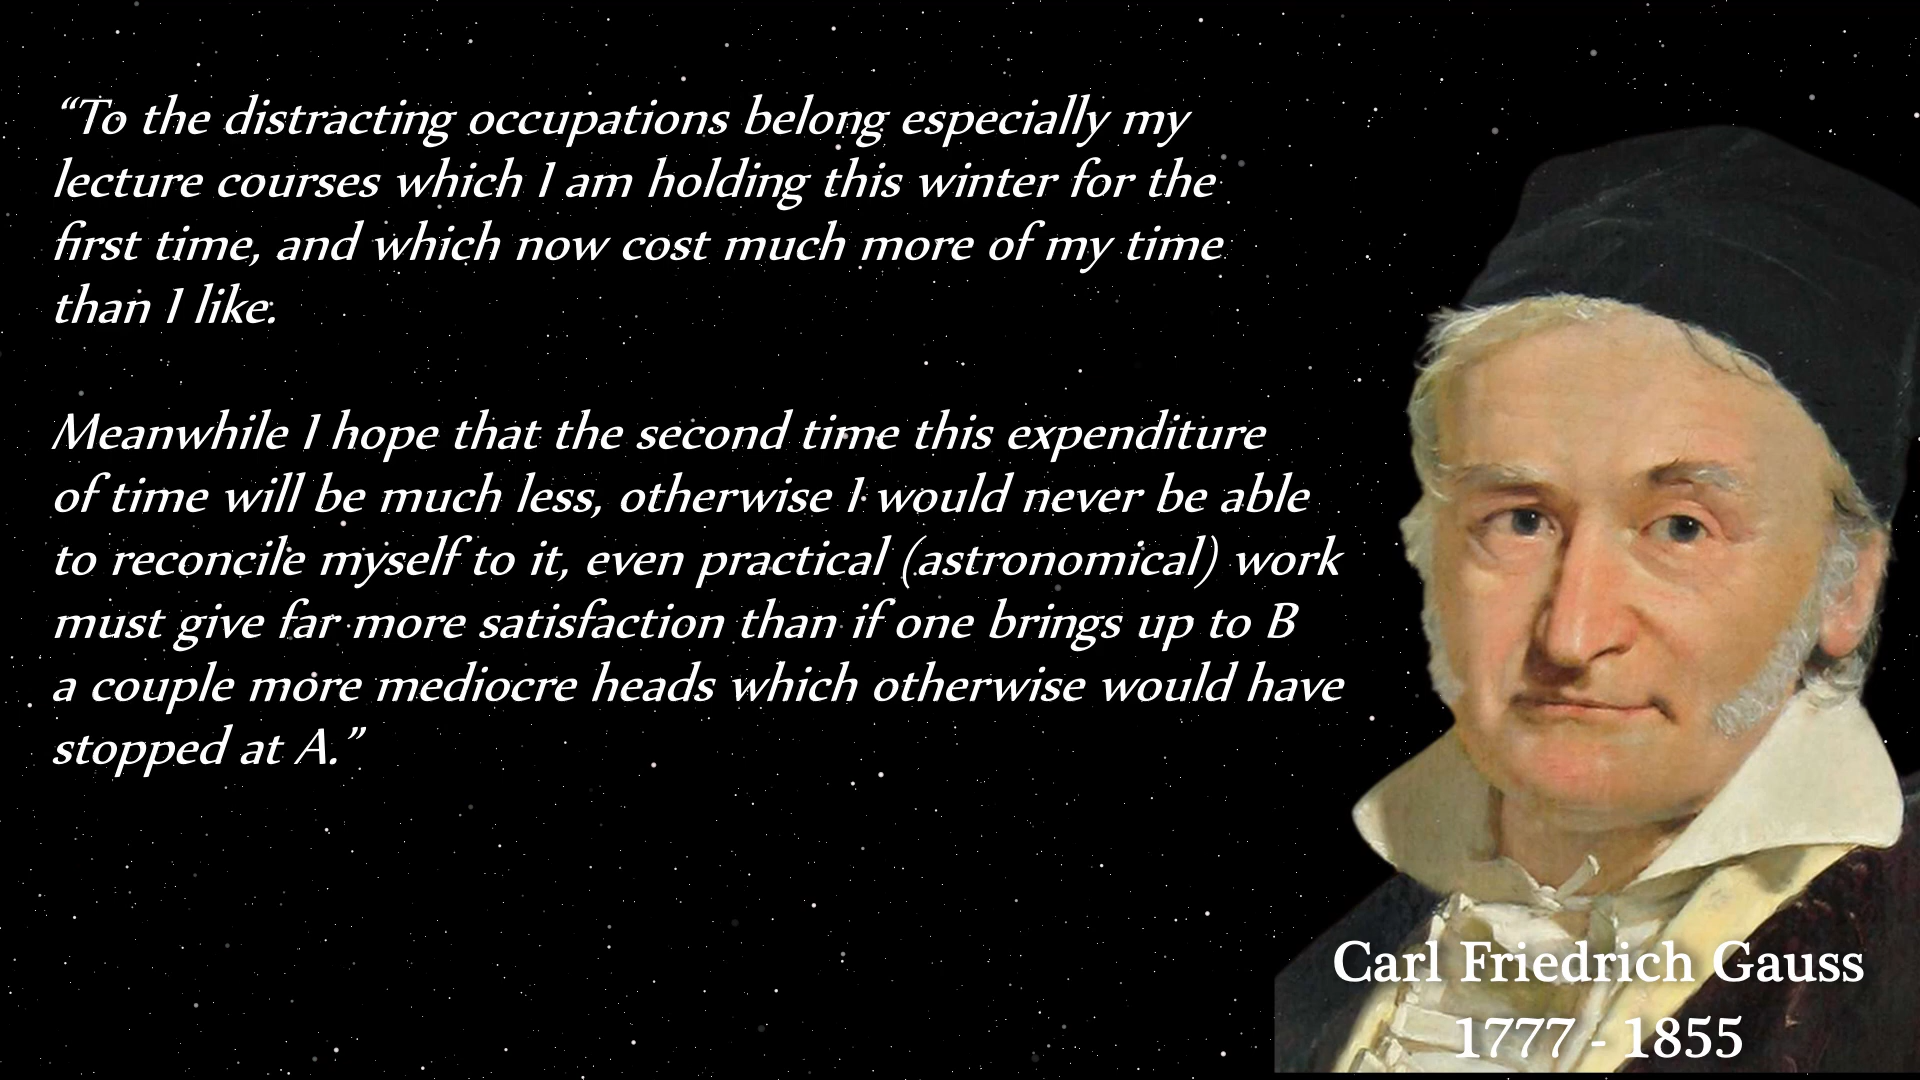 “To the distracting occupations belong especially my
lecture courses which I am holding this winter for the
first time, and which now cost much more of my time
than I like.
Meanwhile I hope that the second time this expenditure
of time will be much less, otherwise I would never be able
to reconcile myself to it, even practical (astronomical) work
must give far more satisfaction than if one brings up to B
a couple more mediocre heads which otherwise would have
stopped at A.”
Carl Friedrich Gauss
1777 - 1855